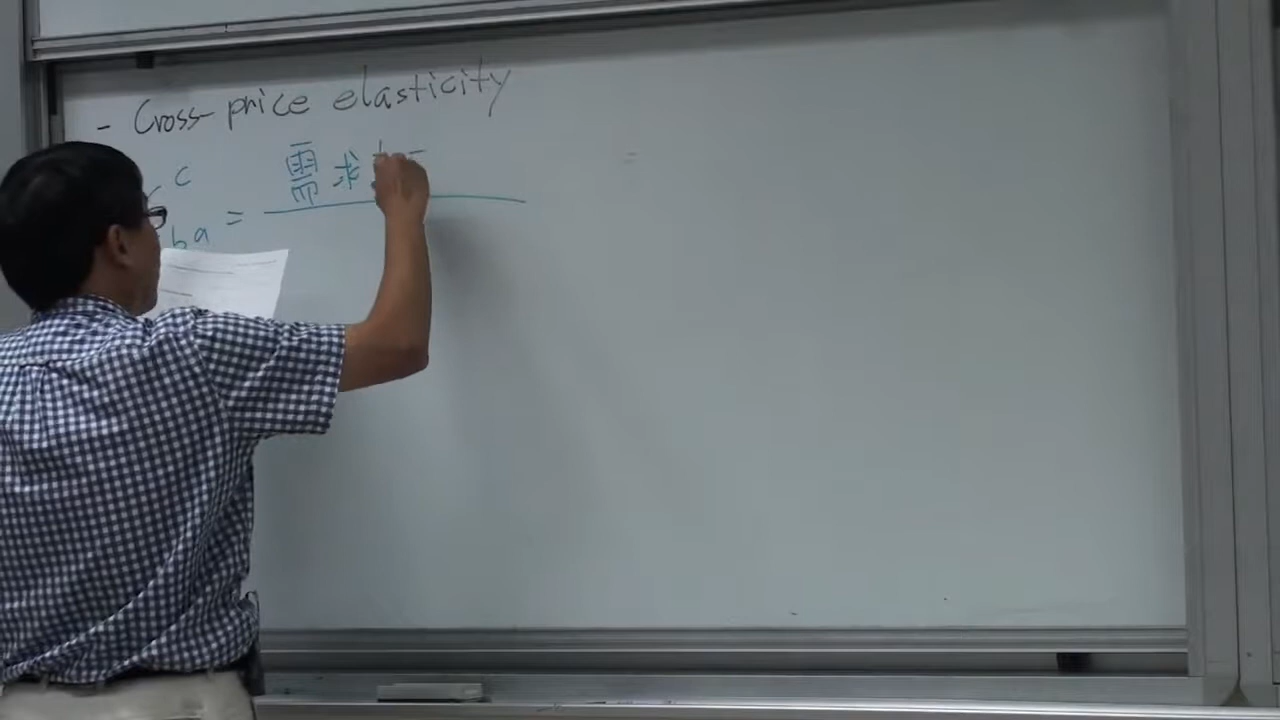 - Cross-price elasticity
c
ba = 需求